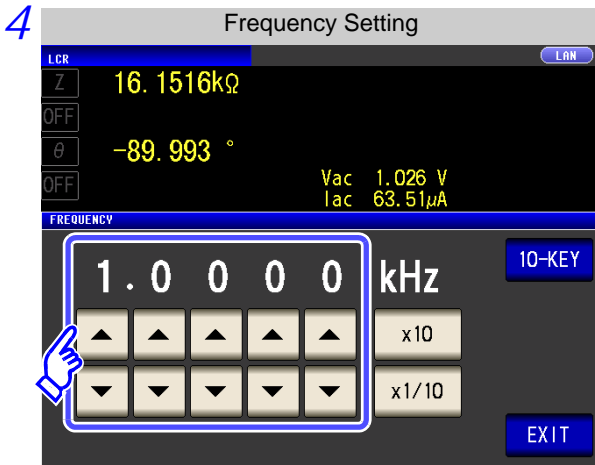 4
Frequency Setting
LCR LAN
Z 16.1516kΩ
OFF
θ -89.993 °
OFF
Vac 1.026 V
Iac 63.51μA
FREQUENCY
1.0000 kHz
10-KEY
x10
x1/10
EXIT